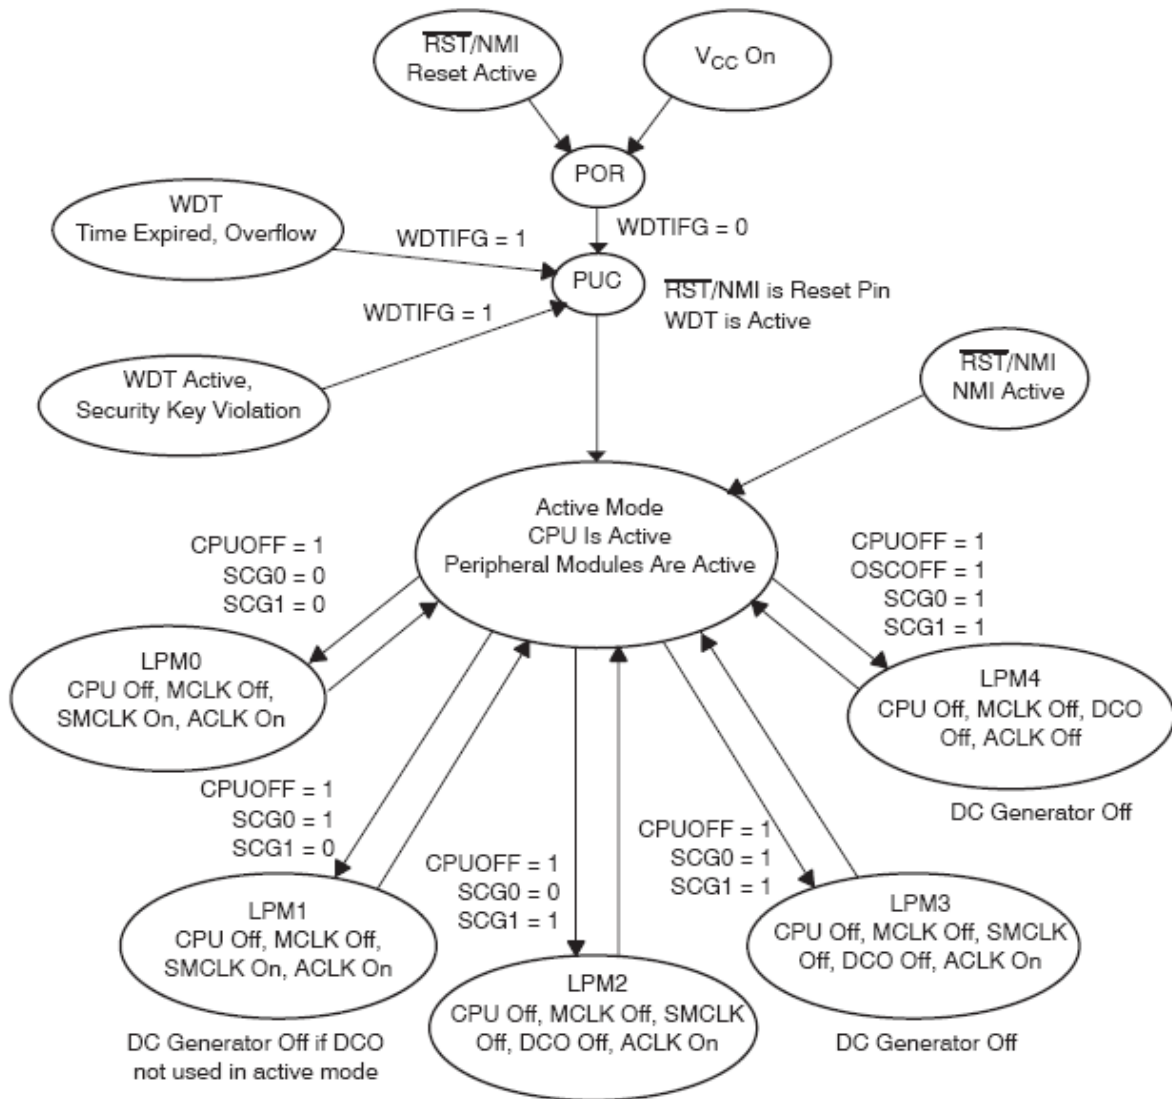 RST/NMI
Reset Active
VCC On
POR
WDT
Time Expired, Overflow
WDTIFG = 1
WDTIFG = 0
PUC
RST/NMI is Reset Pin
WDT is Active
WDTIFG = 1
WDT Active,
Security Key Violation
RST/NMI
NMI Active
Active Mode
CPU Is Active
Peripheral Modules Are Active
CPUOFF = 1
SCG0 = 0
SCG1 = 0
CPUOFF = 1
OSCOFF = 1
SCG0 = 1
SCG1 = 1
LPM0
CPU Off, MCLK Off,
SMCLK On, ACLK On
LPM4
CPU Off, MCLK Off, DCO
Off, ACLK Off
DC Generator Off
CPUOFF = 1
SCG0 = 1
SCG1 = 0
CPUOFF = 1
SCG0 = 0
SCG1 = 1
CPUOFF = 1
SCG0 = 1
SCG1 = 1
LPM1
CPU Off, MCLK Off,
SMCLK On, ACLK On
DC Generator Off if DCO
not used in active mode
LPM2
CPU Off, MCLK Off, SMCLK
Off, DCO Off, ACLK On
LPM3
CPU Off, MCLK Off, SMCLK
Off, DCO Off, ACLK On
DC Generator Off